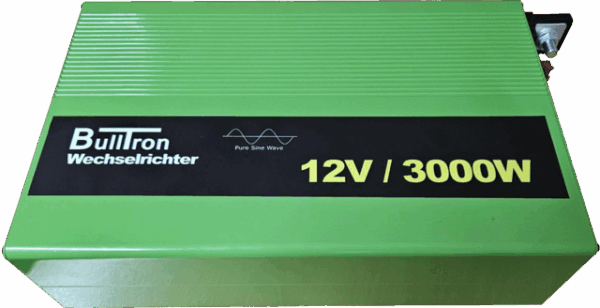 BullTron
Wechselrichter
Pure Sine Wave
12V / 3000W